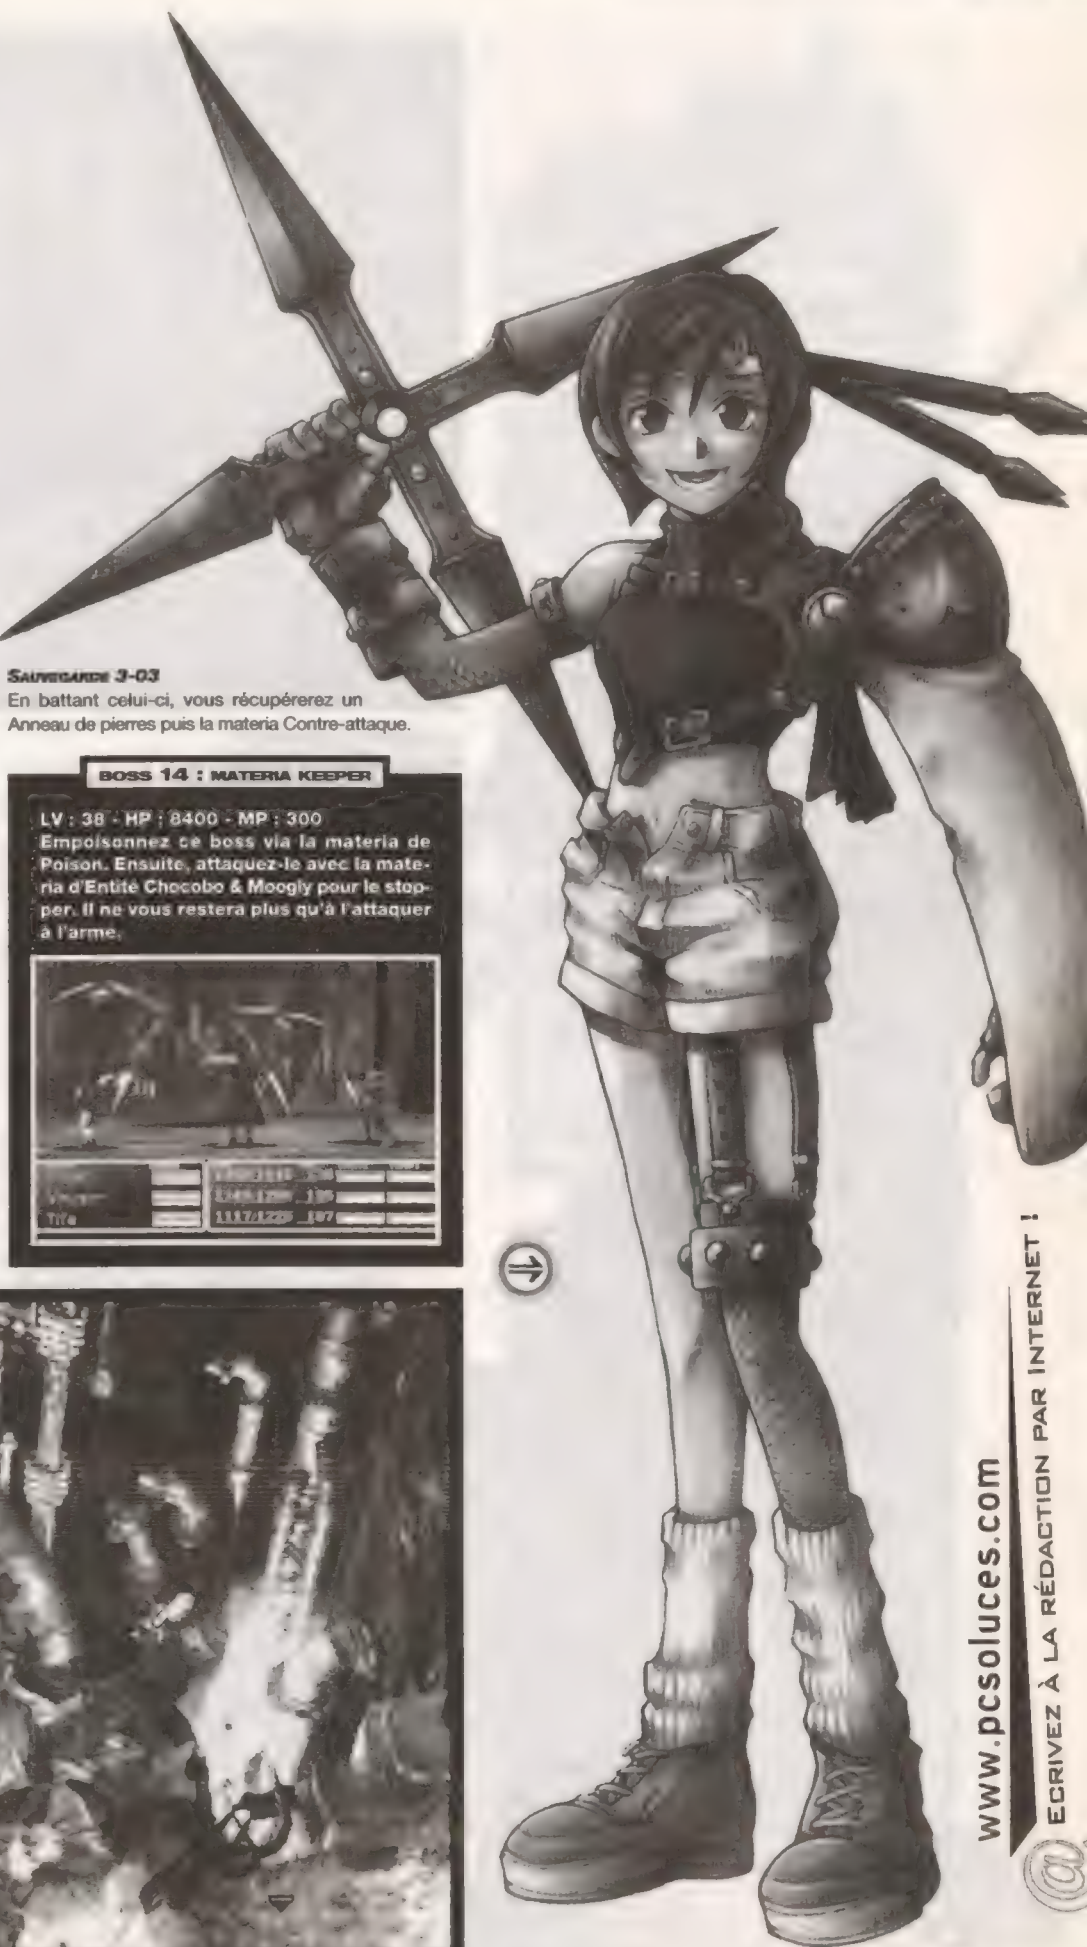 SAUVEGARDE 3-03
En battant celui-ci, vous récupérerez un
Anneau de pierres puis la materia Contre-attaque.
BOSS 14 : MATERIA KEEPER
LV : 38 - HP : 8400 - MP : 300
Empoisonnez ce boss via la materia de
Poison. Ensuite, attaquez-le avec la mate-
ria d'Entité Chocobo & Moogly pour le stop-
per. Il ne vous restera plus qu'à l'attaquer
à l'arme.
Tifa
1117/1225
www.pcsoluces.com
@ ECRIVEZ À LA RÉDACTION PAR INTERNET !